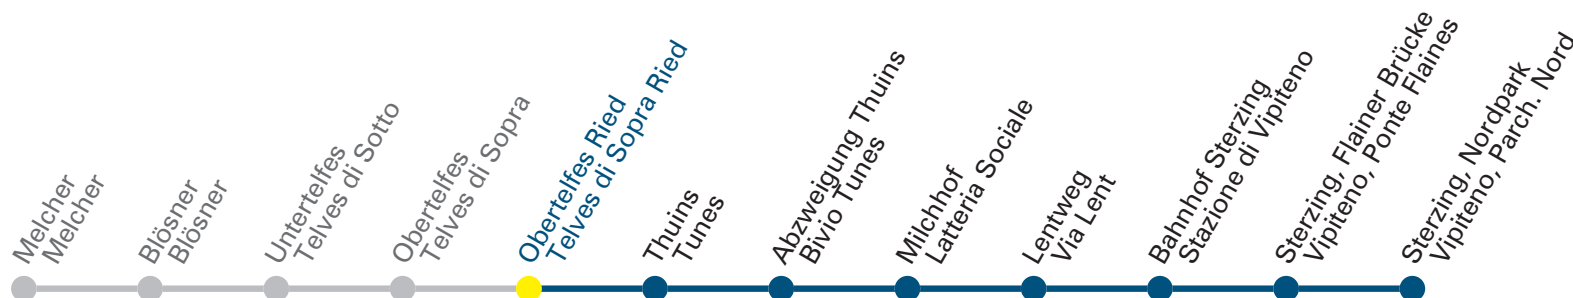 Melcher
Melcher
Blösner
Blösner
Untertelfes
Telves di Sotto
Obertelfes
Telves di Sopra
Obertelfes Ried
Telves di Sopra Ried
Thuins
Tunes
Abzweigung Thuins
Bivio Tunes
Milchhof
Latteria Sociale
Lentweg
Via Lent
Bahnhof Sterzing
Stazione di Vipiteno
Sterzing, Flainer Brücke
Vipiteno, Ponte Flaines
Sterzing, Nordpark
Vipiteno, Parch. Nord